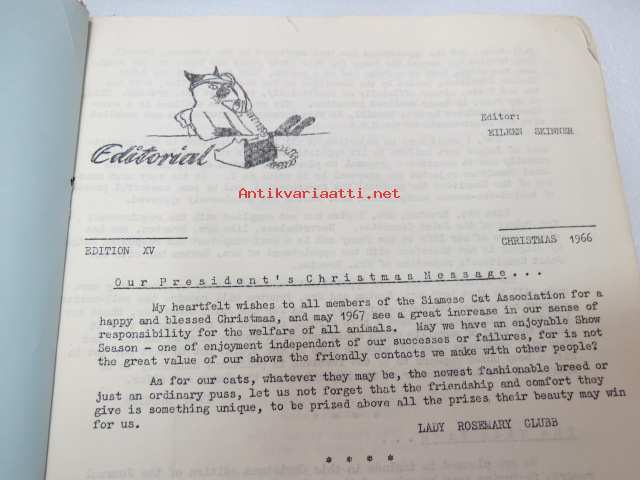 Editor:
EILEEN SKINNER
Editorial
Antikvariaatti.net
EDITION XV
CHRISTMAS 1966
Our President's Christmas Message...
My heartfelt wishes to all members of the Siamese Cat Association for a
happy and blessed Christmas, and may 1967 see a great increase in our sense of
responsibility for the welfare of all animals. May we have an enjoyable Show
Season - one of enjoyment independent of our successes or failures, for is not
the great value of our shows the friendly contacts we make with other people?
As for our cats, whatever they may be, the newest fashionable breed or
just an ordinary puss, let us not forget that the friendship and comfort they
give is something unique, to be prized above all the prizes their beauty may win
for us.
LADY ROSEMARY CLUBB
* * * *